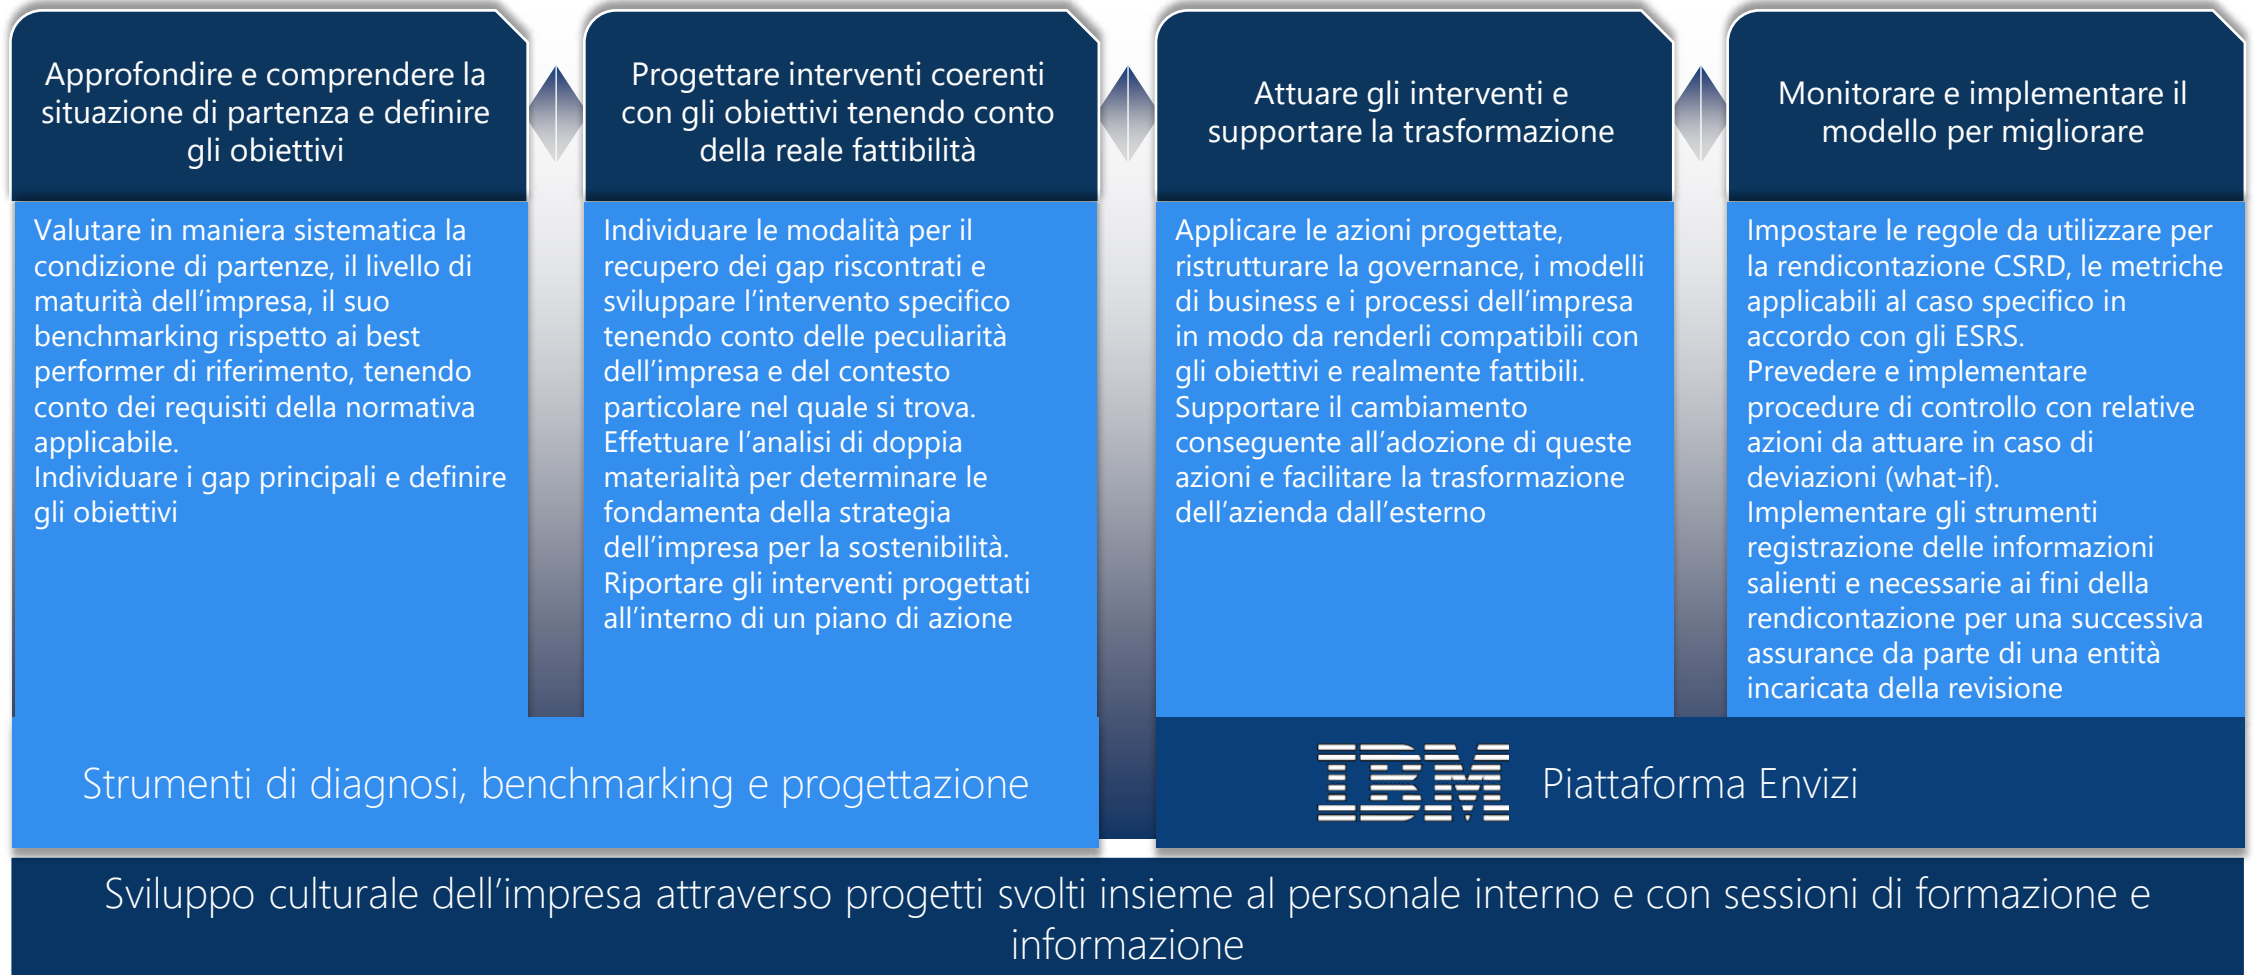 Approfondire e comprendere la
situazione di partenza e definire
gli obiettivi
Valutare in maniera sistematica la
condizione di partenze, il livello di
maturità dell'impresa, il suo
benchmarking rispetto ai best
performer di riferimento, tenendo
conto dei requisiti della normativa
applicabile.
Individuare i gap principali e definire
gli obiettivi
Progettare interventi coerenti
con gli obiettivi tenendo conto
della reale fattibilità
Individuare le modalità per il
recupero dei gap riscontrati e
sviluppare l'intervento specifico
tenendo conto delle peculiarità
dell'impresa e del contesto
particolare nel quale si trova.
Effettuare l'analisi di doppia
materialità per determinare le
fondamenta della strategia
dell'impresa per la sostenibilità.
Riportare gli interventi progettati
all'interno di un piano di azione
Attuare gli interventi e
supportare la trasformazione
Applicare le azioni progettate,
ristrutturare la governance, i modelli
di business e i processi dell'impresa
in modo da renderli compatibili con
gli obiettivi e realmente fattibili.
Supportare il cambiamento
conseguente all'adozione di queste
azioni e facilitare la trasformazione
dell'azienda dall'esterno
Monitorare e implementare il
modello per migliorare
Impostare le regole da utilizzare per
la rendicontazione CSRD, le metriche
applicabili al caso specifico in
accordo con gli ESRS.
Prevedere e implementare
procedure di controllo con relative
azioni da attuare in caso di
deviazioni (what-if).
Implementare gli strumenti
registrazione delle informazioni
salienti e necessarie ai fini della
rendicontazione per una successiva
assurance da parte di una entità
incaricata della revisione
Strumenti di diagnosi, benchmarking e progettazione
IBM Piattaforma Envizi
Sviluppo culturale dell'impresa attraverso progetti svolti insieme al personale interno e con sessioni di formazione e
informazione